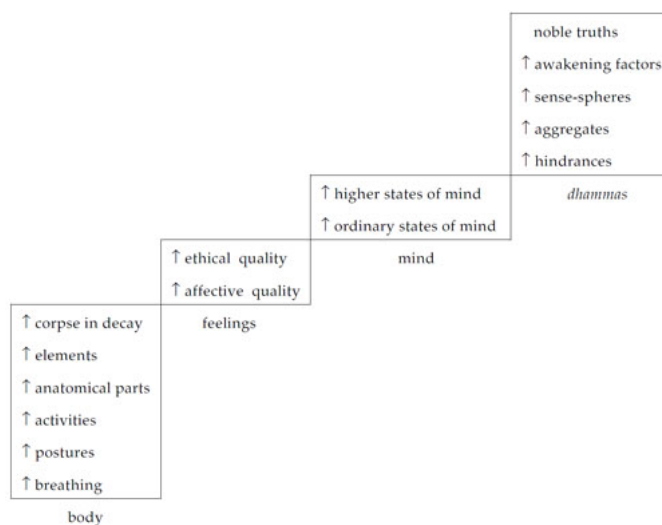 noble truths
↑ awakening factors
↑ sense-spheres
↑ aggregates
↑ hindrances
↑ higher states of mind
dhammas
↑ ordinary states of mind
↑ ethical quality
mind
↑ affective quality
↑ corpse in decay
feelings
↑ elements
↑ anatomical parts
↑ activities
↑ postures
↑ breathing
body